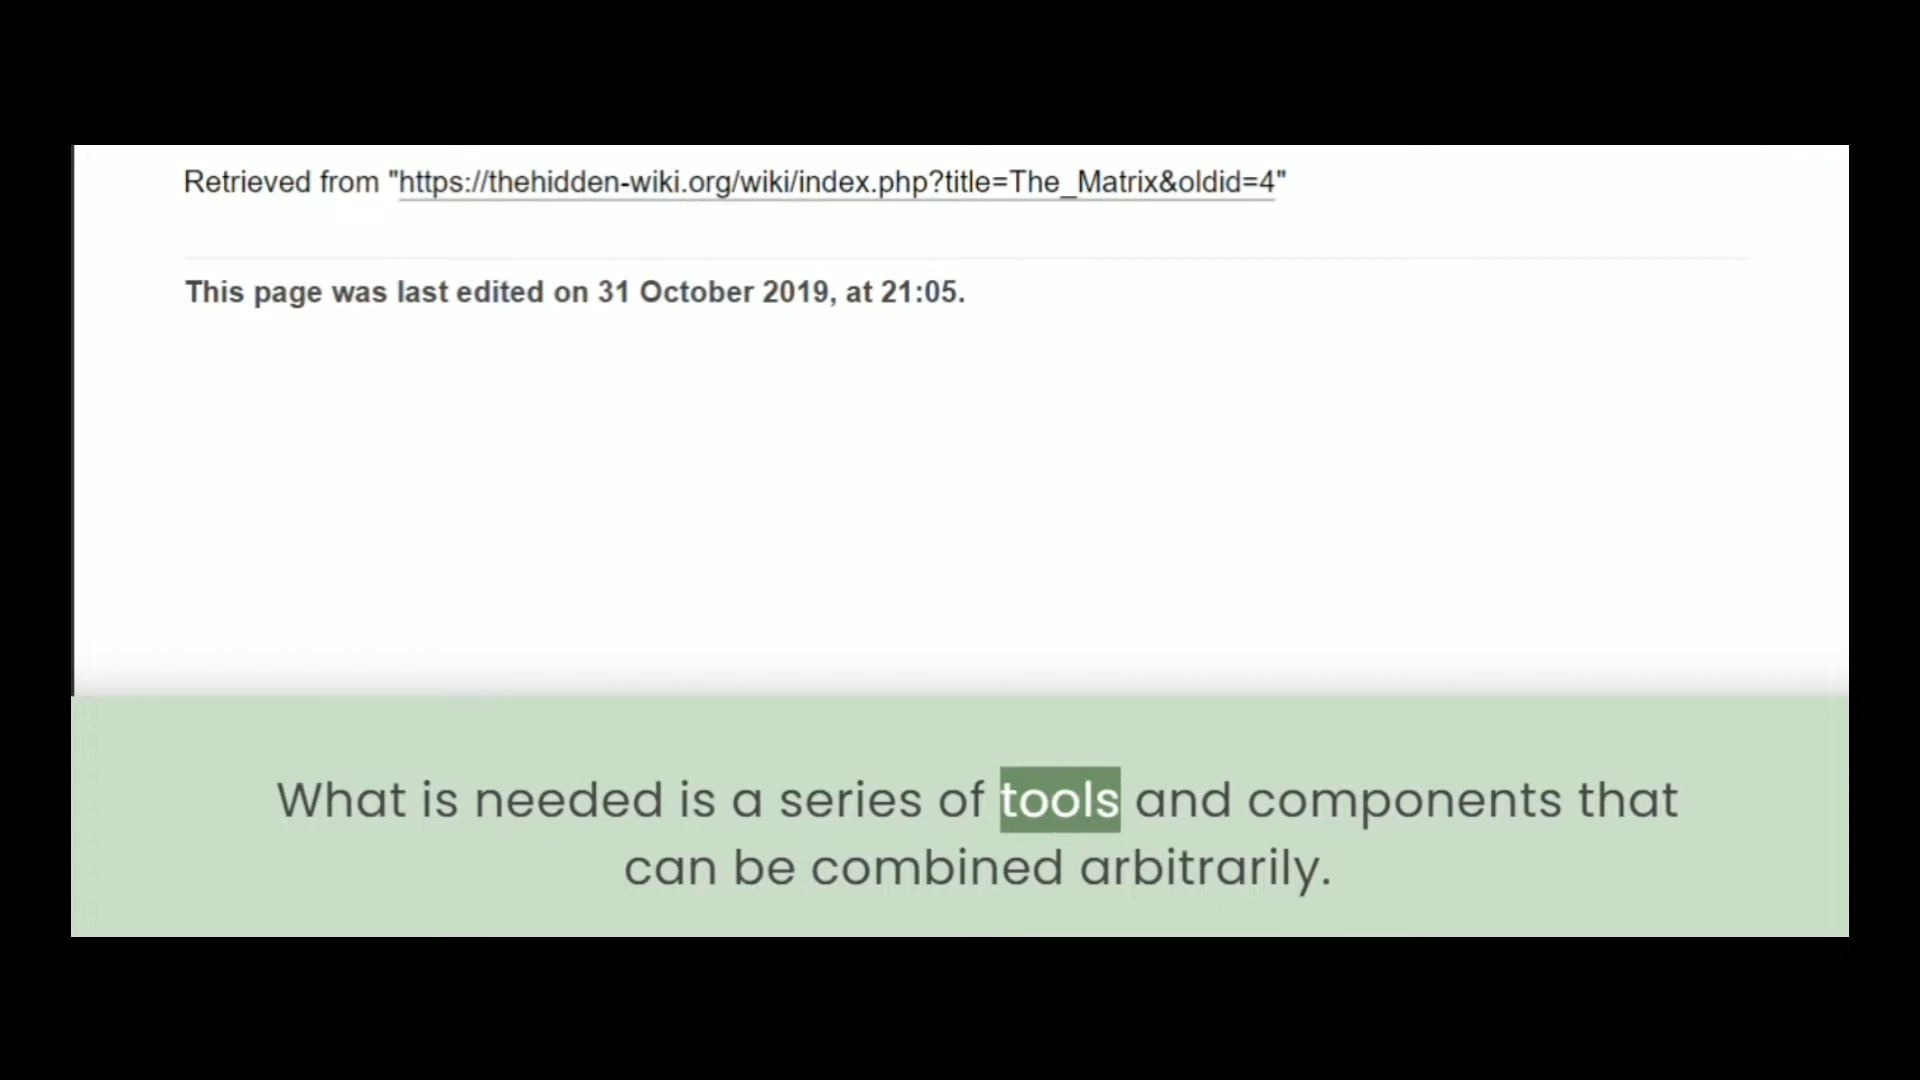 Retrieved from "https://thehidden-wiki.org/wiki/index.php?title=The_Matrix&oldid=4"
This page was last edited on 31 October 2019, at 21:05.
What is needed is a series of tools and components that
can be combined arbitrarily.